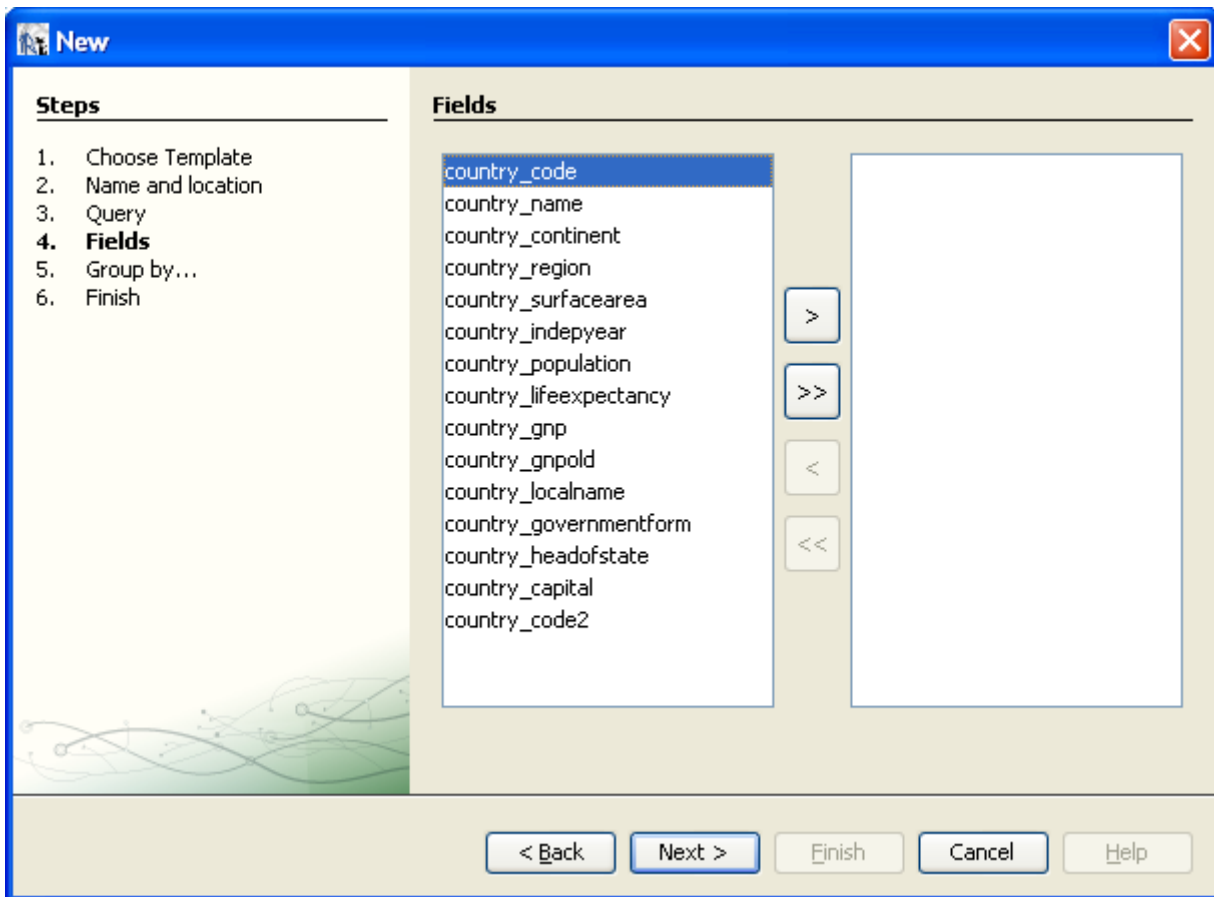 New
Steps
1. Choose Template
2. Name and location
3. Query
4. Fields
5. Group by...
6. Finish
Fields
country_code
country_name
country_continent
country_region
country_surfacearea
country_indepyear
country_population
country_lifeexpectancy
country_gnp
country_gnpold
country_localname
country_governmentform
country_headofstate
country_capital
country_code2
>
>>
<
<<
< Back Next > Finish Cancel Help